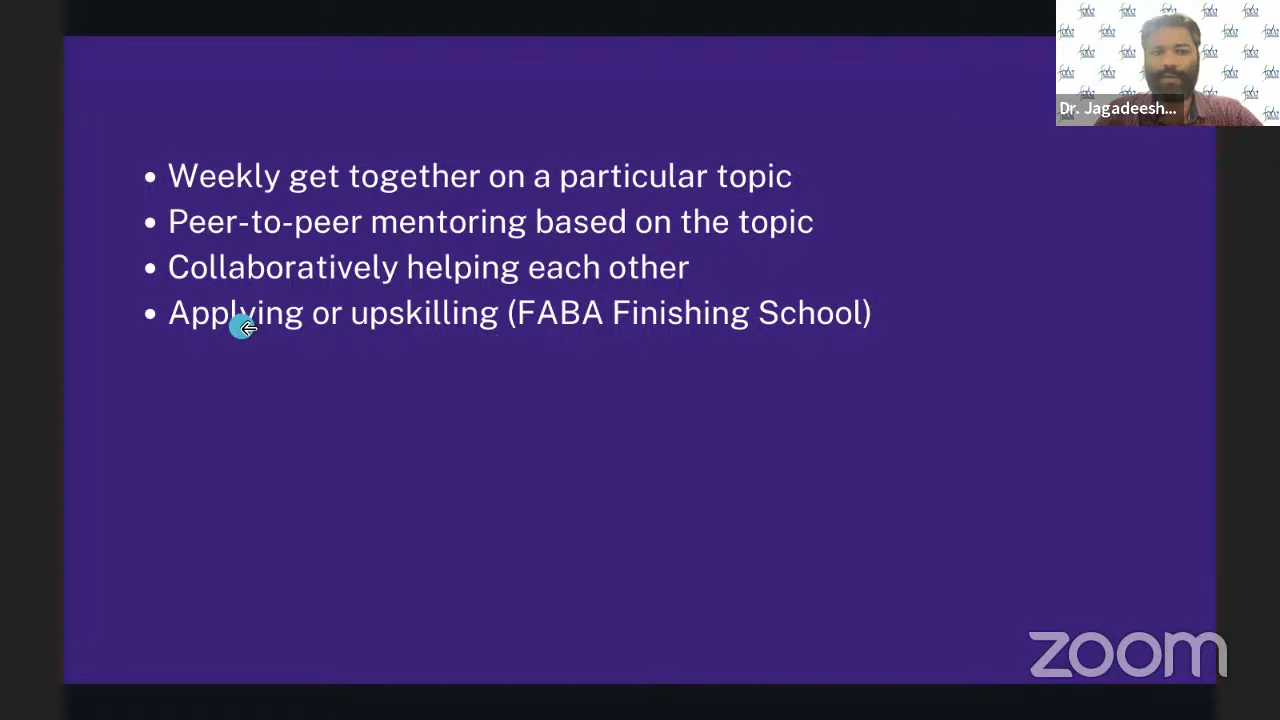 • Weekly get together on a particular topic
• Peer-to-peer mentoring based on the topic
• Collaboratively helping each other
• Applying or upskilling (FABA Finishing School)
Dr. Jagadeesh...
zoom